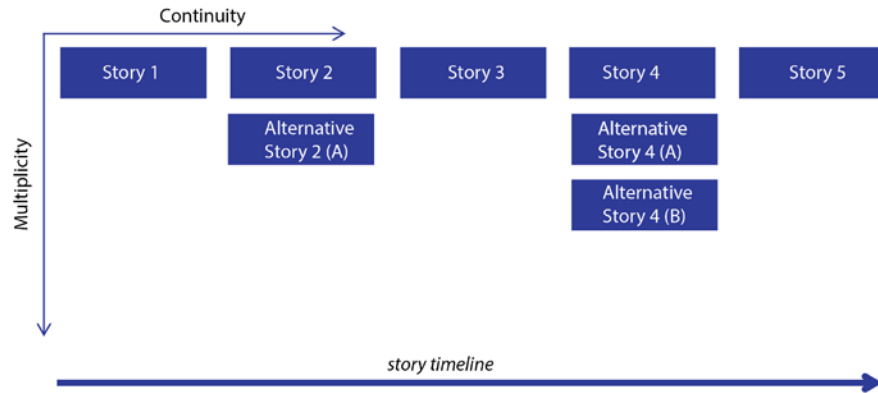 Continuity
Story 1
Story 2
Story 3
Story 4
Story 5
Alternative
Story 2 (A)
Alternative
Story 4 (A)
Alternative
Story 4 (B)
Multiplicity
story timeline